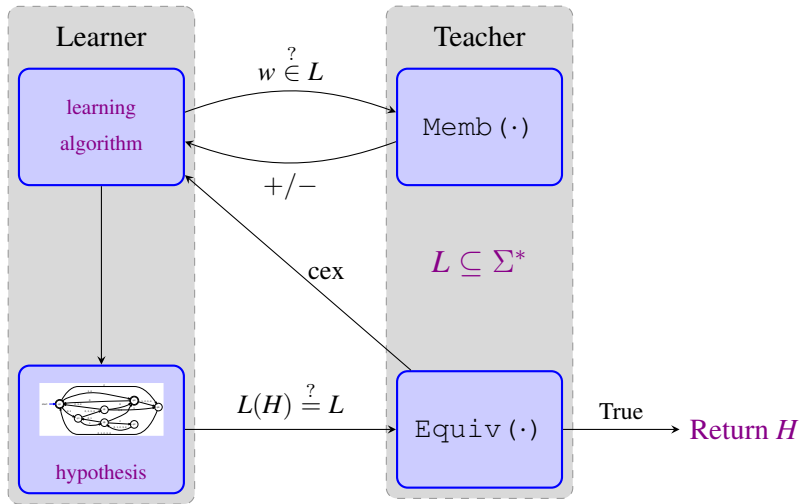 Learner
Teacher
w ∈? L
learning
algorithm
Memb(·)
+/−
L ⊆ Σ*
cex
L(H) =? L
Equiv(·)
True
Return H
hypothesis